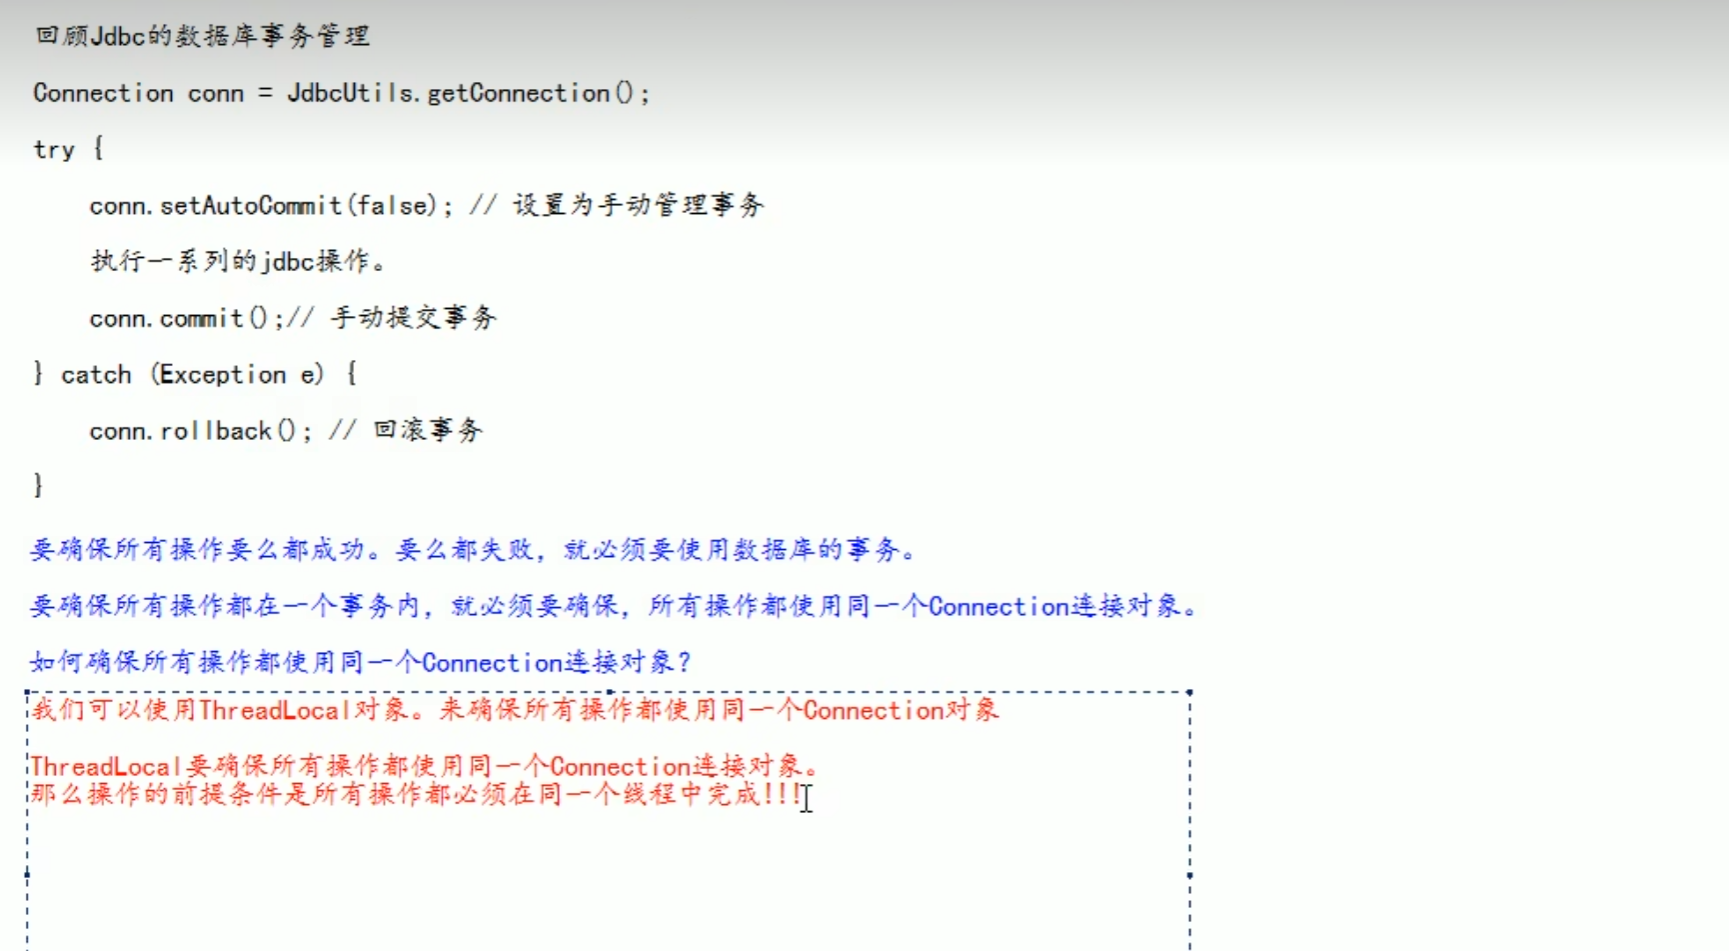 回顾Jdbc的数据库事务管理
Connection conn = JdbcUtils.getConnection();
try {
conn.setAutoCommit(false); // 设置为手动管理事务
执行一系列的jdbc操作。
conn.commit();// 手动提交事务
} catch (Exception e) {
conn.rollback(); // 回滚事务
}
要确保所有操作要么都成功。要么都失败，就必须要使用数据库的事务。
要确保所有操作都在一个事务内，就必须要确保，所有操作都使用同一个Connection连接对象。
如何确保所有操作都使用同一个Connection连接对象？
我们可以使用ThreadLocal对象。来确保所有操作都使用同一个Connection对象
ThreadLocal要确保所有操作都使用同一个Connection连接对象。
那么操作的前提条件是所有操作都必须在同一个线程中完成!!!